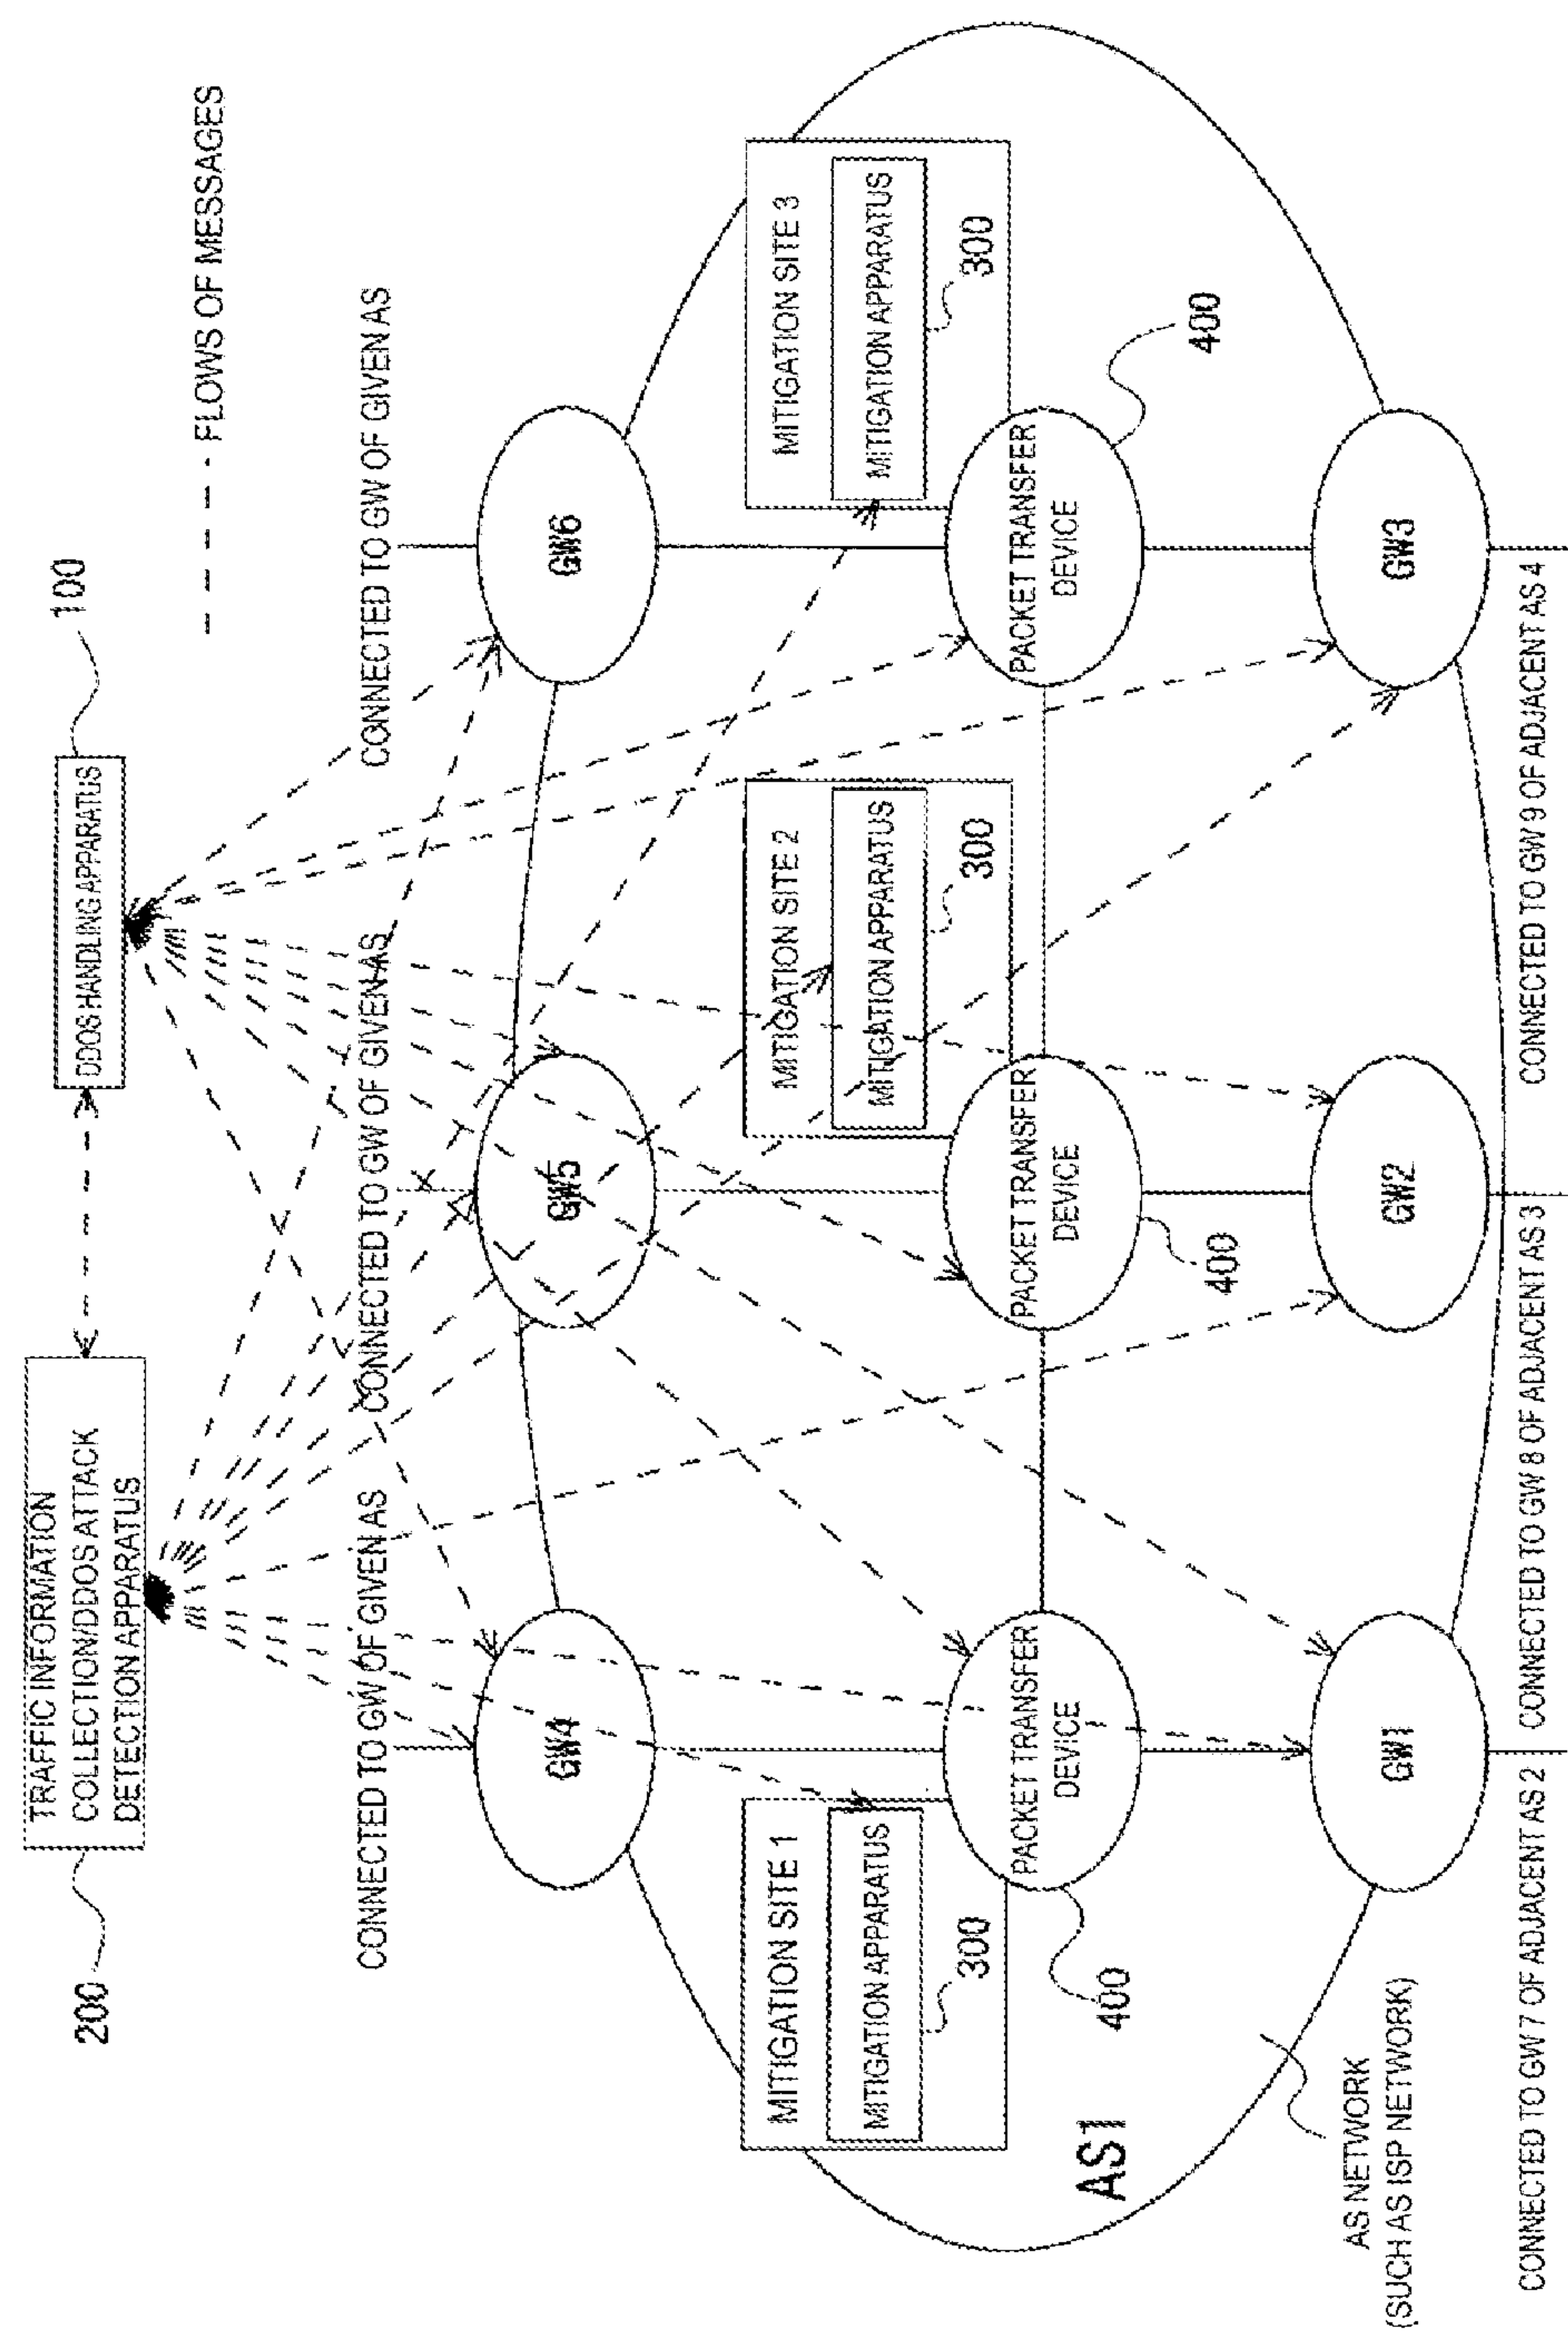 TRAFFIC INFORMATION
COLLECTION/DDOS ATTACK
DETECTION APPARATUS
200
DDOS HANDLING APPARATUS
100
- - - - - FLOWS OF MESSAGES
CONNECTED TO GW OF GIVEN AS
CONNECTED TO GW OF GIVEN AS
CONNECTED TO GW OF GIVEN AS
GW4
GW5
GW6
MITIGATION SITE 1
MITIGATION APPARATUS
300
MITIGATION SITE 2
MITIGATION APPARATUS
300
MITIGATION SITE 3
MITIGATION APPARATUS
300
PACKET TRANSFER
DEVICE
400
PACKET TRANSFER
DEVICE
400
PACKET TRANSFER
DEVICE
400
AS1
GW1
GW2
GW3
AS NETWORK
(SUCH AS ISP NETWORK)
CONNECTED TO GW 7 OF ADJACENT AS 2
CONNECTED TO GW 8 OF ADJACENT AS 3
CONNECTED TO GW 9 OF ADJACENT AS 4